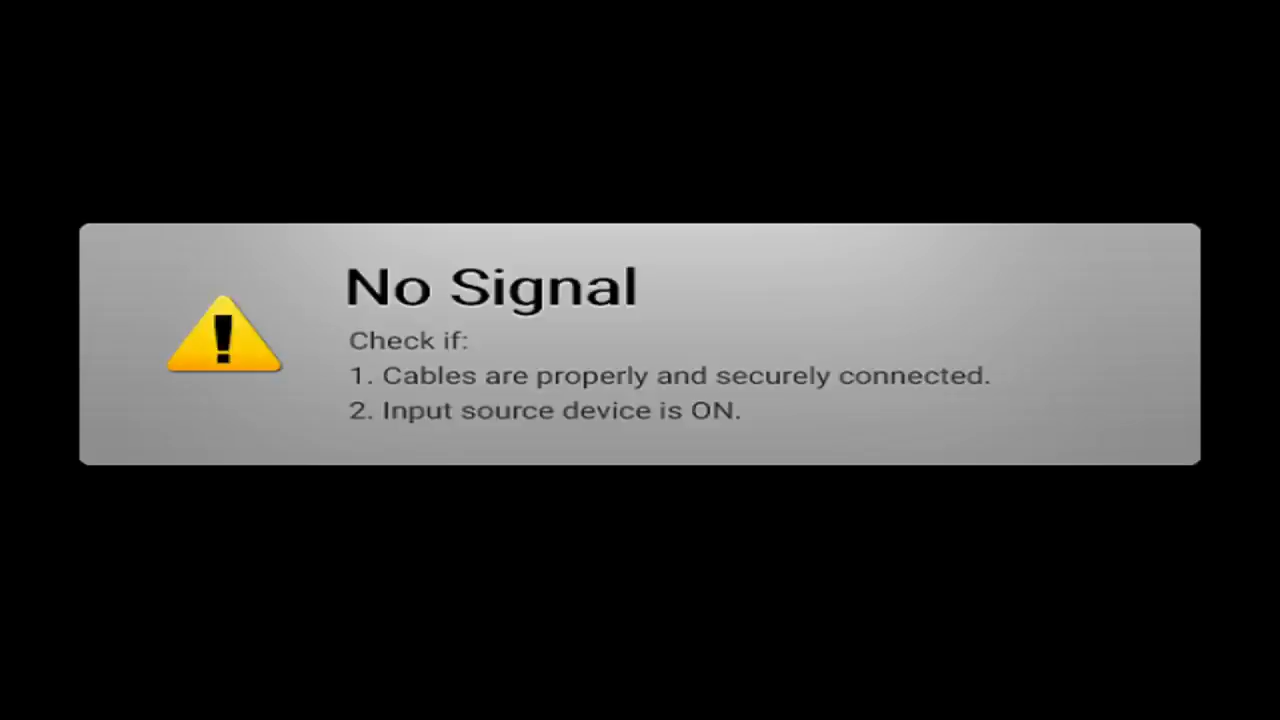 No Signal
Check if:
1. Cables are properly and securely connected.
2. Input source device is ON.